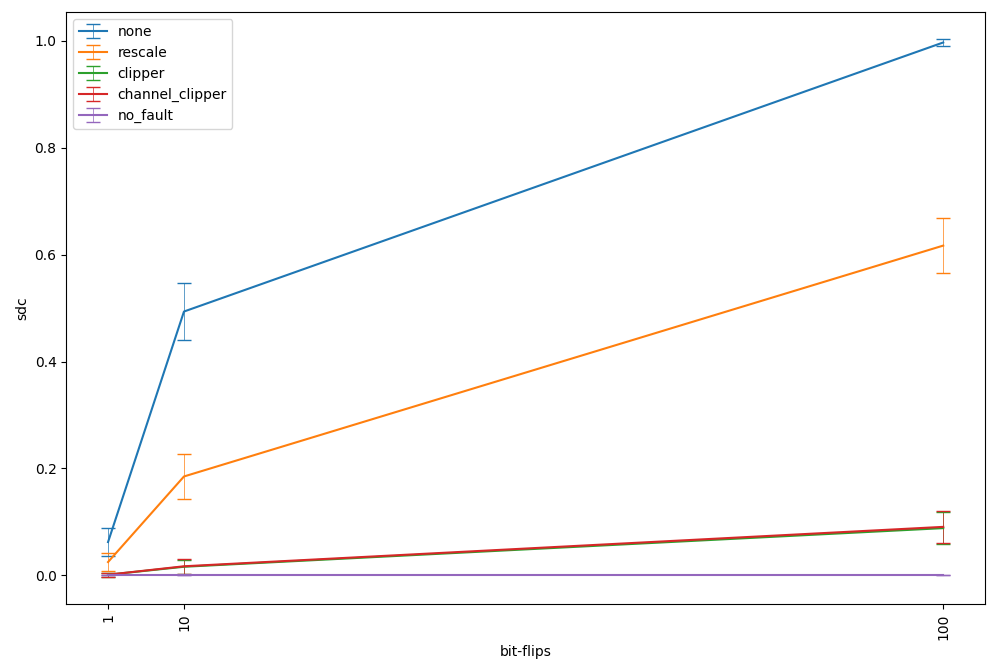 none
rescale
clipper
channel_clipper
no_fault
1.0
0.8
0.6
0.4
0.2
0.0
sdc
1
10
100
bit-flips